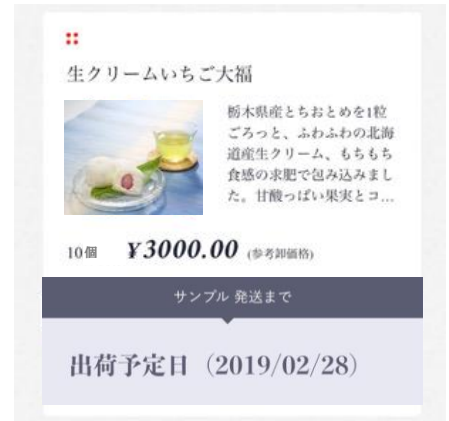 生クリームいちご大福
栃木県産とちおとめを1粒
ごろっと、ふわふわの北海
道産生クリーム、もちもち
食感の求肥で包み込みまし
た。甘酸っぱい果実とコ...
10個 ¥3000.00 (参考卸価格)
サンプル 発送まで
出荷予定日（2019/02/28）